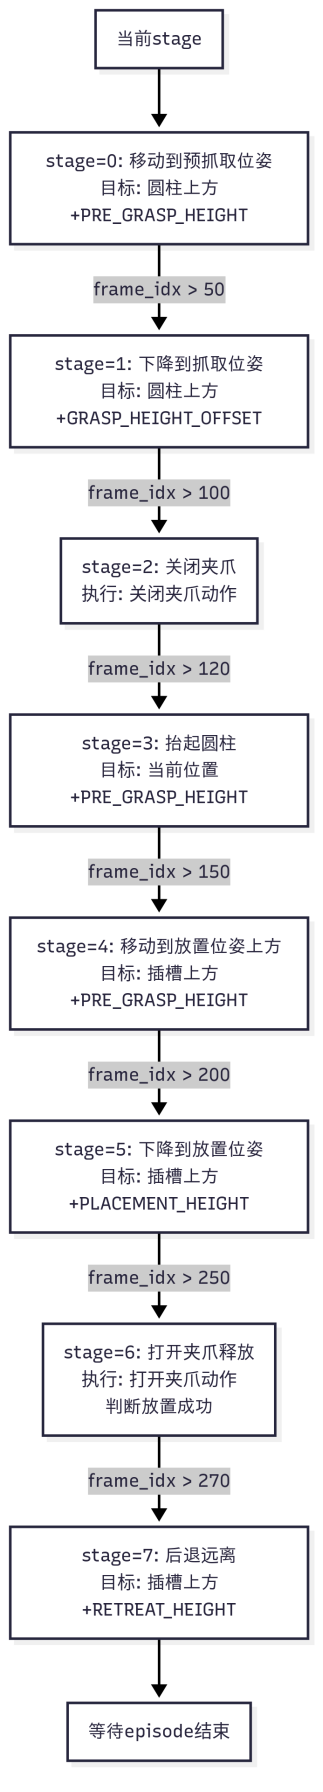 当前stage
stage=0: 移动到预抓取位姿
目标: 圆柱上方
+PRE_GRASP_HEIGHT
frame_idx > 50
stage=1: 下降到抓取位姿
目标: 圆柱上方
+GRASP_HEIGHT_OFFSET
frame_idx > 100
stage=2: 关闭夹爪
执行: 关闭夹爪动作
frame_idx > 120
stage=3: 抬起圆柱
目标: 当前位置
+PRE_GRASP_HEIGHT
frame_idx > 150
stage=4: 移动到放置位姿上方
目标: 插槽上方
+PRE_GRASP_HEIGHT
frame_idx > 200
stage=5: 下降到放置位姿
目标: 插槽上方
+PLACEMENT_HEIGHT
frame_idx > 250
stage=6: 打开夹爪释放
执行: 打开夹爪动作
判断放置成功
frame_idx > 270
stage=7: 后退远离
目标: 插槽上方
+RETREAT_HEIGHT
等待episode结束